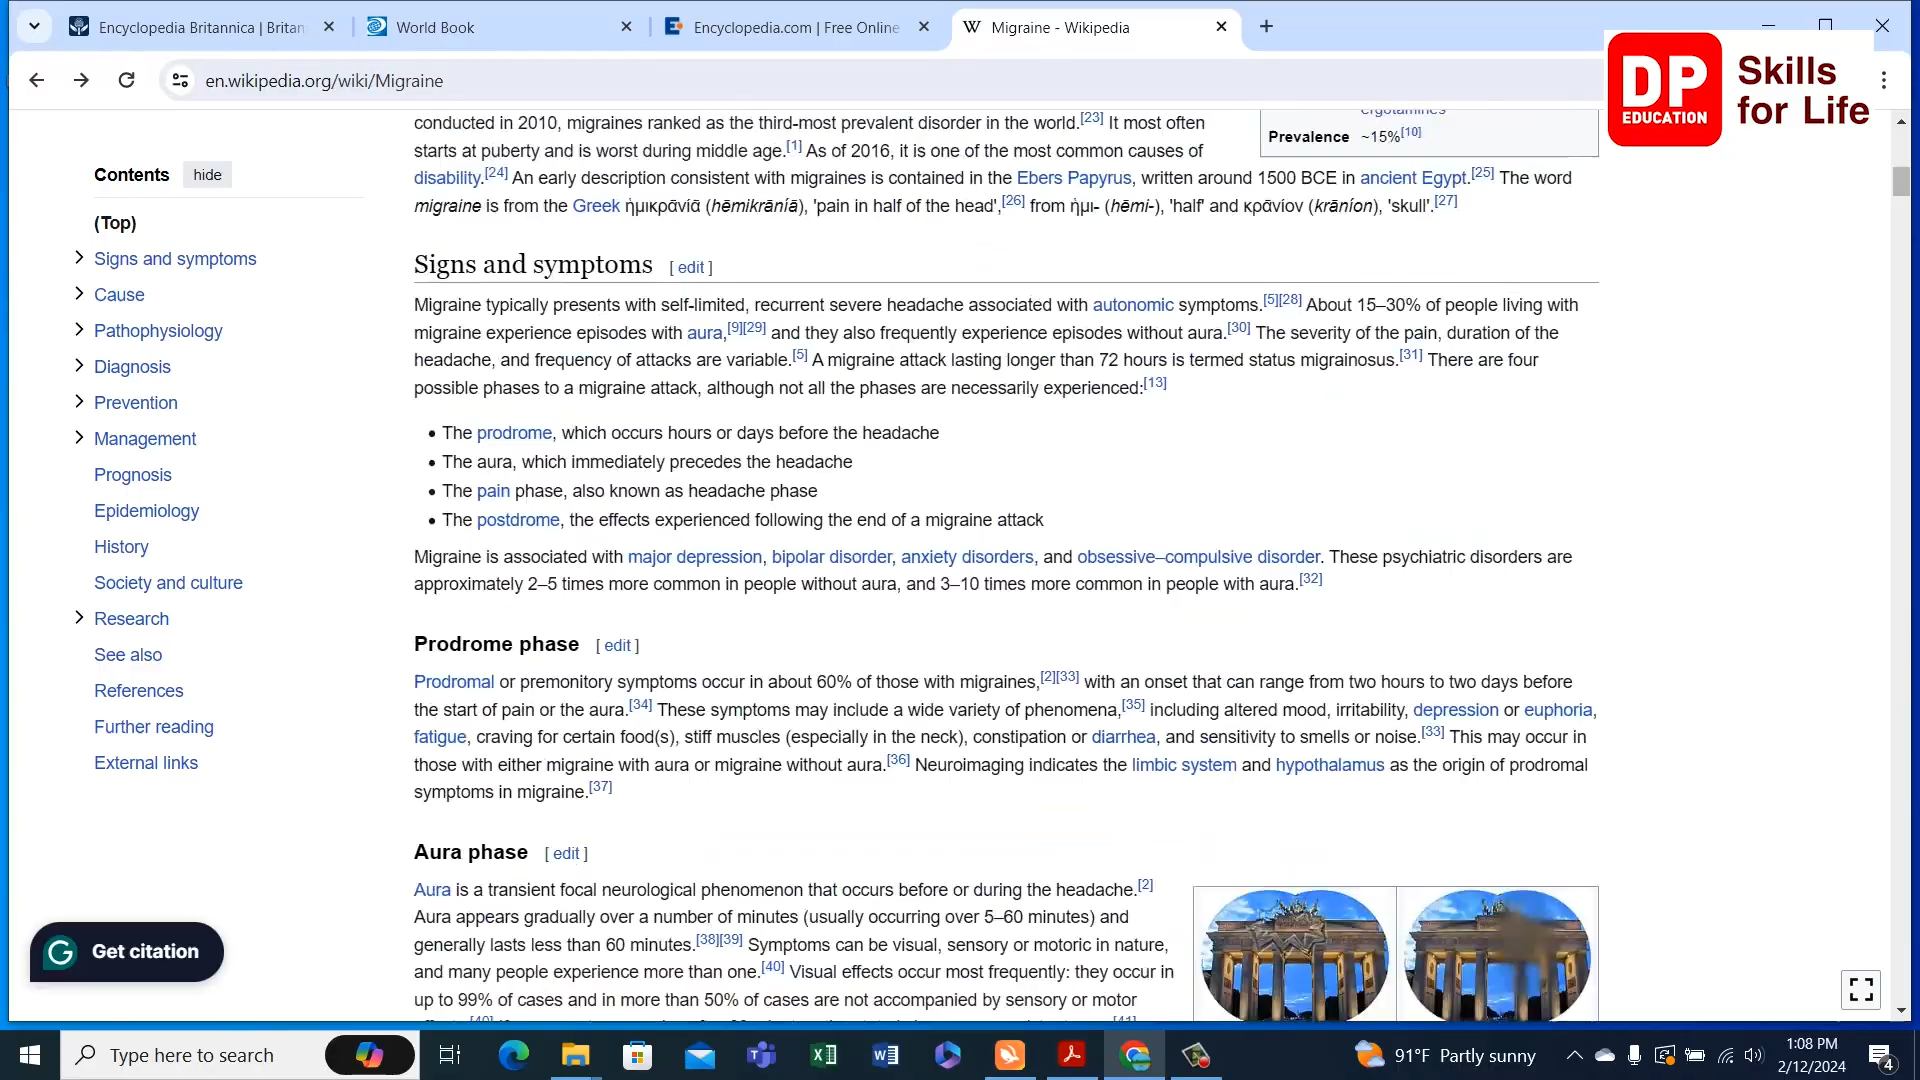 Encyclopedia Britannica | Britan
World Book
Encyclopedia.com | Free Online
Migraine - Wikipedia
en.wikipedia.org/wiki/Migraine
DP
EDUCATION
Skills
for Life
Contents
hide
(Top)
Signs and symptoms
Cause
Pathophysiology
Diagnosis
Prevention
Management
Prognosis
Epidemiology
History
Society and culture
Research
See also
References
Further reading
External links
ergotamines
Prevalence ~15%[10]
conducted in 2010, migraines ranked as the third-most prevalent disorder in the world.[23] It most often
starts at puberty and is worst during middle age.[1] As of 2016, it is one of the most common causes of
disability.[24] An early description consistent with migraines is contained in the Ebers Papyrus, written around 1500 BCE in ancient Egypt.[25] The word
migraine is from the Greek ἡμικρᾱνίᾱ (hēmikrāníā), 'pain in half of the head',[26] from ἡμι- (hēmi-), 'half' and κρᾱνίον (krāníon), 'skull'.[27]
Signs and symptoms [ edit ]
Migraine typically presents with self-limited, recurrent severe headache associated with autonomic symptoms.[5][28] About 15–30% of people living with
migraine experience episodes with aura,[9][29] and they also frequently experience episodes without aura.[30] The severity of the pain, duration of the
headache, and frequency of attacks are variable.[5] A migraine attack lasting longer than 72 hours is termed status migrainosus.[31] There are four
possible phases to a migraine attack, although not all the phases are necessarily experienced:[13]
• The prodrome, which occurs hours or days before the headache
• The aura, which immediately precedes the headache
• The pain phase, also known as headache phase
• The postdrome, the effects experienced following the end of a migraine attack
Migraine is associated with major depression, bipolar disorder, anxiety disorders, and obsessive–compulsive disorder. These psychiatric disorders are
approximately 2–5 times more common in people without aura, and 3–10 times more common in people with aura.[32]
Prodrome phase [ edit ]
Prodromal or premonitory symptoms occur in about 60% of those with migraines,[2][33] with an onset that can range from two hours to two days before
the start of pain or the aura.[34] These symptoms may include a wide variety of phenomena,[35] including altered mood, irritability, depression or euphoria,
fatigue, craving for certain food(s), stiff muscles (especially in the neck), constipation or diarrhea, and sensitivity to smells or noise.[33] This may occur in
those with either migraine with aura or migraine without aura.[36] Neuroimaging indicates the limbic system and hypothalamus as the origin of prodromal
symptoms in migraine.[37]
Aura phase [ edit ]
Aura is a transient focal neurological phenomenon that occurs before or during the headache.[2]
Aura appears gradually over a number of minutes (usually occurring over 5–60 minutes) and
generally lasts less than 60 minutes.[38][39] Symptoms can be visual, sensory or motoric in nature,
and many people experience more than one.[40] Visual effects occur most frequently: they occur in
up to 99% of cases and in more than 50% of cases are not accompanied by sensory or motor
Get citation
Type here to search
91°F Partly sunny
1:08 PM
2/12/2024
4